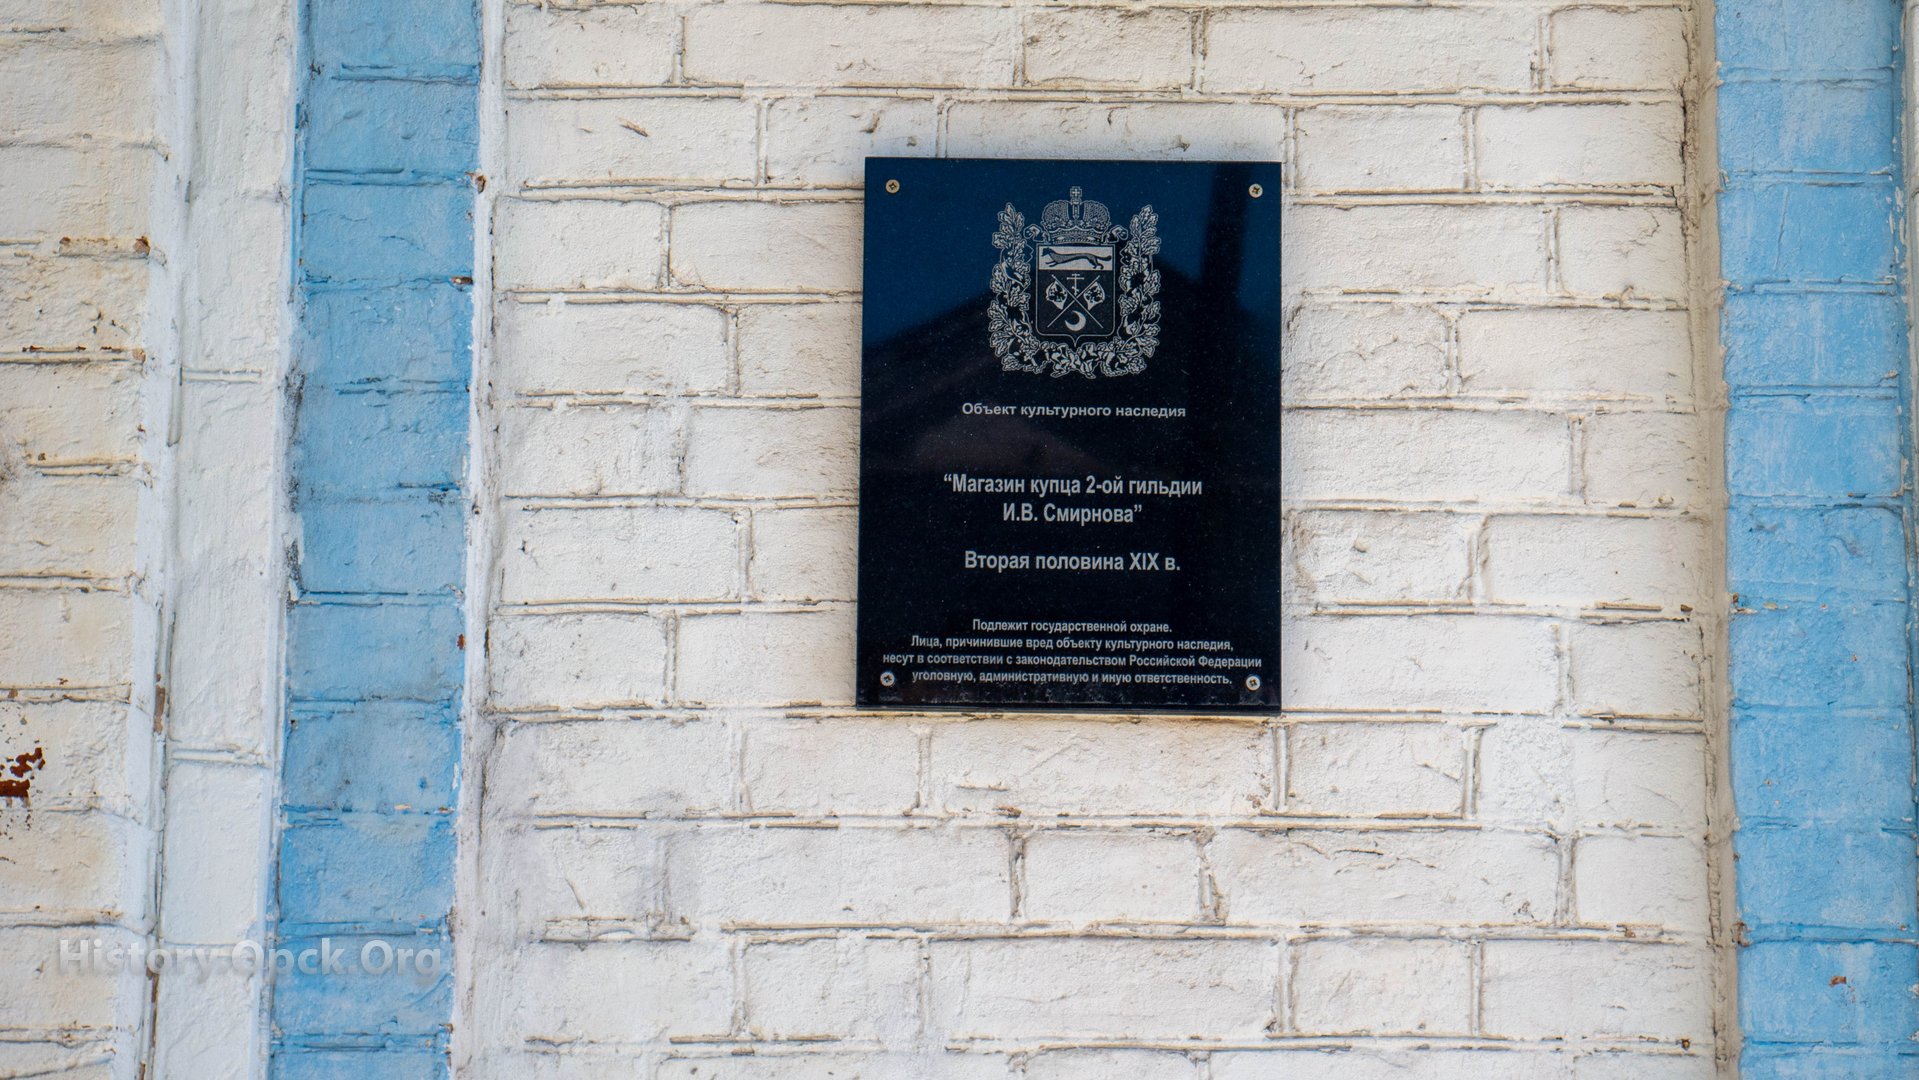 Объект культурного наследия
“Магазин купца 2-ой гильдии
И.В. Смирнова”
Вторая половина XIX в.
Подлежит государственной охране.
Лица, причинившие вред объекту культурного наследия,
несут в соответствии с законодательством Российской Федерации
уголовную, административную и иную ответственность.
History.Opck.Org